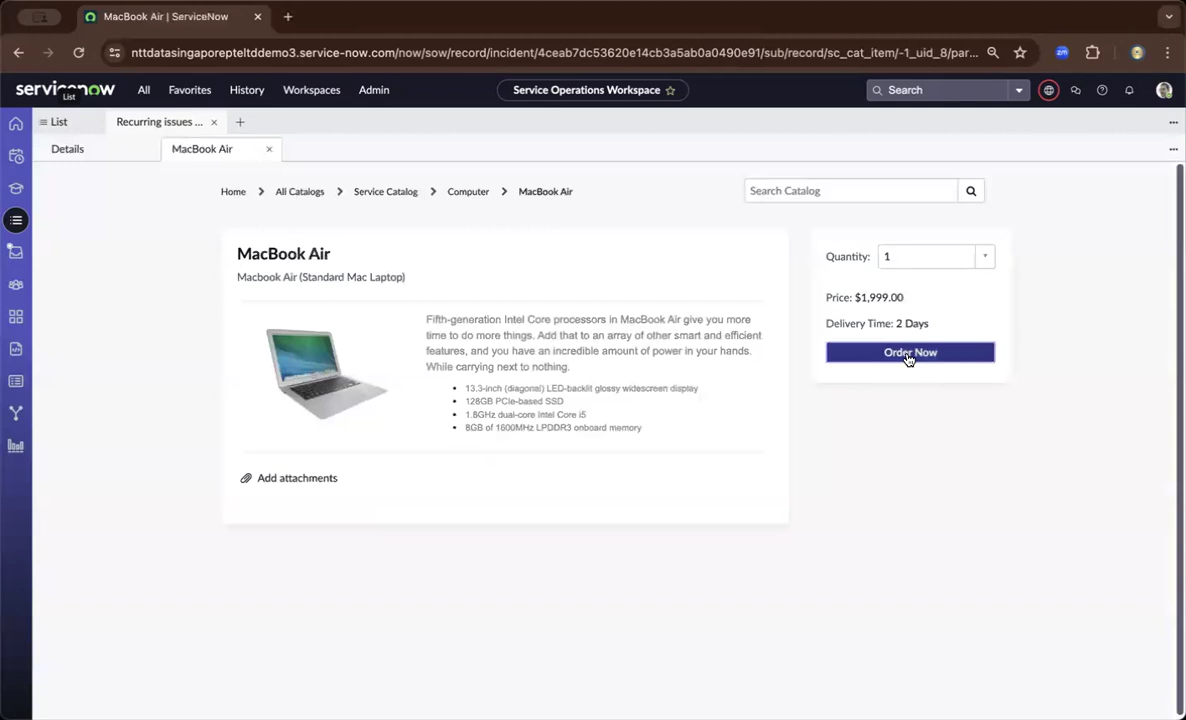 MacBook Air | ServiceNow
nttdatasingaporepteltddemo3.service-now.com/now/sow/record/incident/4ceab7dc53620e14cb3a5ab0a0490e91/sub/record/sc_cat_item/-1_uid_8/par...
zm
servicenow
All
Favorites
History
Workspaces
Admin
Service Operations Workspace
Search
List
List
Recurring issues ...
Details
MacBook Air
Home > All Catalogs > Service Catalog > Computer > MacBook Air
Search Catalog
MacBook Air
Macbook Air (Standard Mac Laptop)
Fifth-generation Intel Core processors in MacBook Air give you more
time to do more things. Add that to an array of other smart and efficient
features, and you have an incredible amount of power in your hands.
While carrying next to nothing.
• 13.3-inch (diagonal) LED-backlit glossy widescreen display
• 128GB PCIe-based SSD
• 1.8GHz dual-core Intel Core i5
• 8GB of 1600MHz LPDDR3 onboard memory
Add attachments
Quantity: 1
Price: $1,999.00
Delivery Time: 2 Days
Order Now